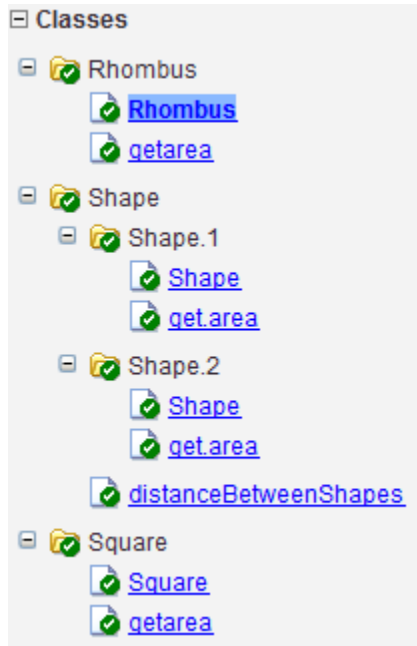 Classes
Rhombus
Rhombus
getarea
Shape
Shape.1
Shape
get.area
Shape.2
Shape
get.area
distanceBetweenShapes
Square
Square
getarea